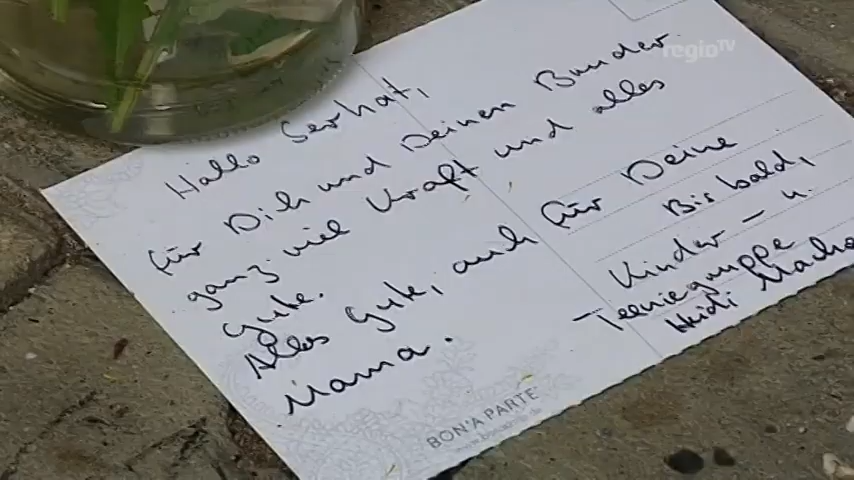 regio TV
Hallo Serhat,
für Dich und Deinen Bruder
ganz viel Kraft und alles
Gute.
Alles Gute, auch für Deine
Mama.
Bis bald,
Kinder- u.
Teeniegruppe
Heidi
BON'A PARTE